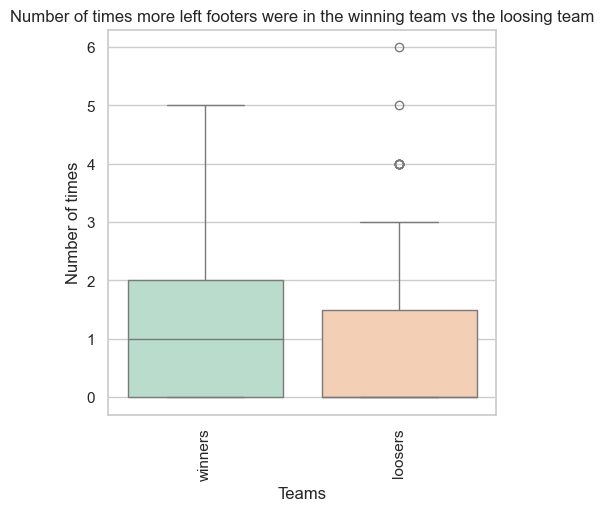 Number of times more left footers were in the winning team vs the loosing team
6
5
4
3
2
1
0
Number of times
winners
loosers
Teams